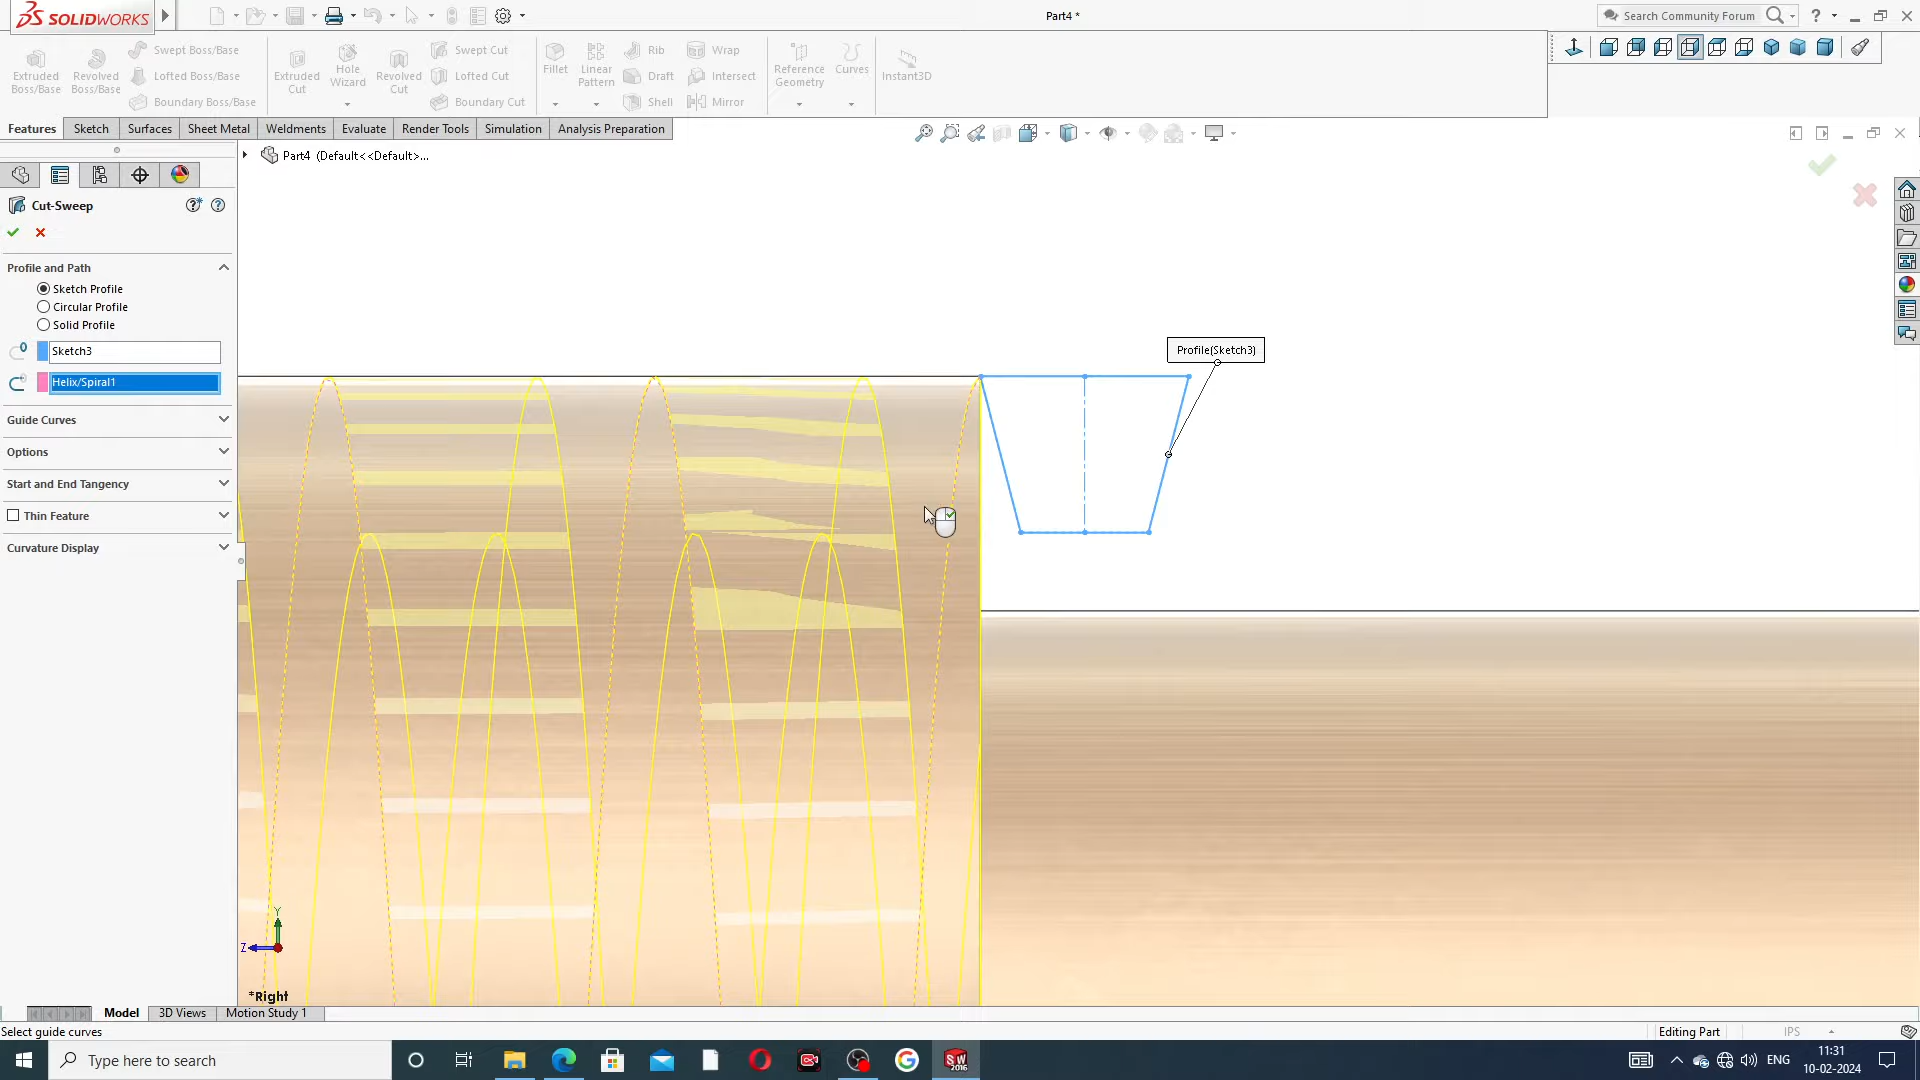 SOLIDWORKS
Part4 *
Search Community Forum
Extruded Boss/Base
Revolved Boss/Base
Swept Boss/Base
Lofted Boss/Base
Boundary Boss/Base
Extruded Cut
Hole Wizard
Revolved Cut
Swept Cut
Lofted Cut
Boundary Cut
Fillet
Linear Pattern
Rib
Draft
Shell
Wrap
Intersect
Mirror
Reference Geometry
Curves
Instant3D
Features
Sketch
Surfaces
Sheet Metal
Weldments
Evaluate
Render Tools
Simulation
Analysis Preparation
Part4 (Default<<Default>...
Cut-Sweep
Profile and Path
Sketch Profile
Circular Profile
Solid Profile
Sketch3
Helix/Spiral1
Guide Curves
Options
Start and End Tangency
Thin Feature
Curvature Display
Profile(Sketch3)
Y
Z
*Right
Model
3D Views
Motion Study 1
Select guide curves
Editing Part
IPS
Type here to search
ENG
11:31
10-02-2024